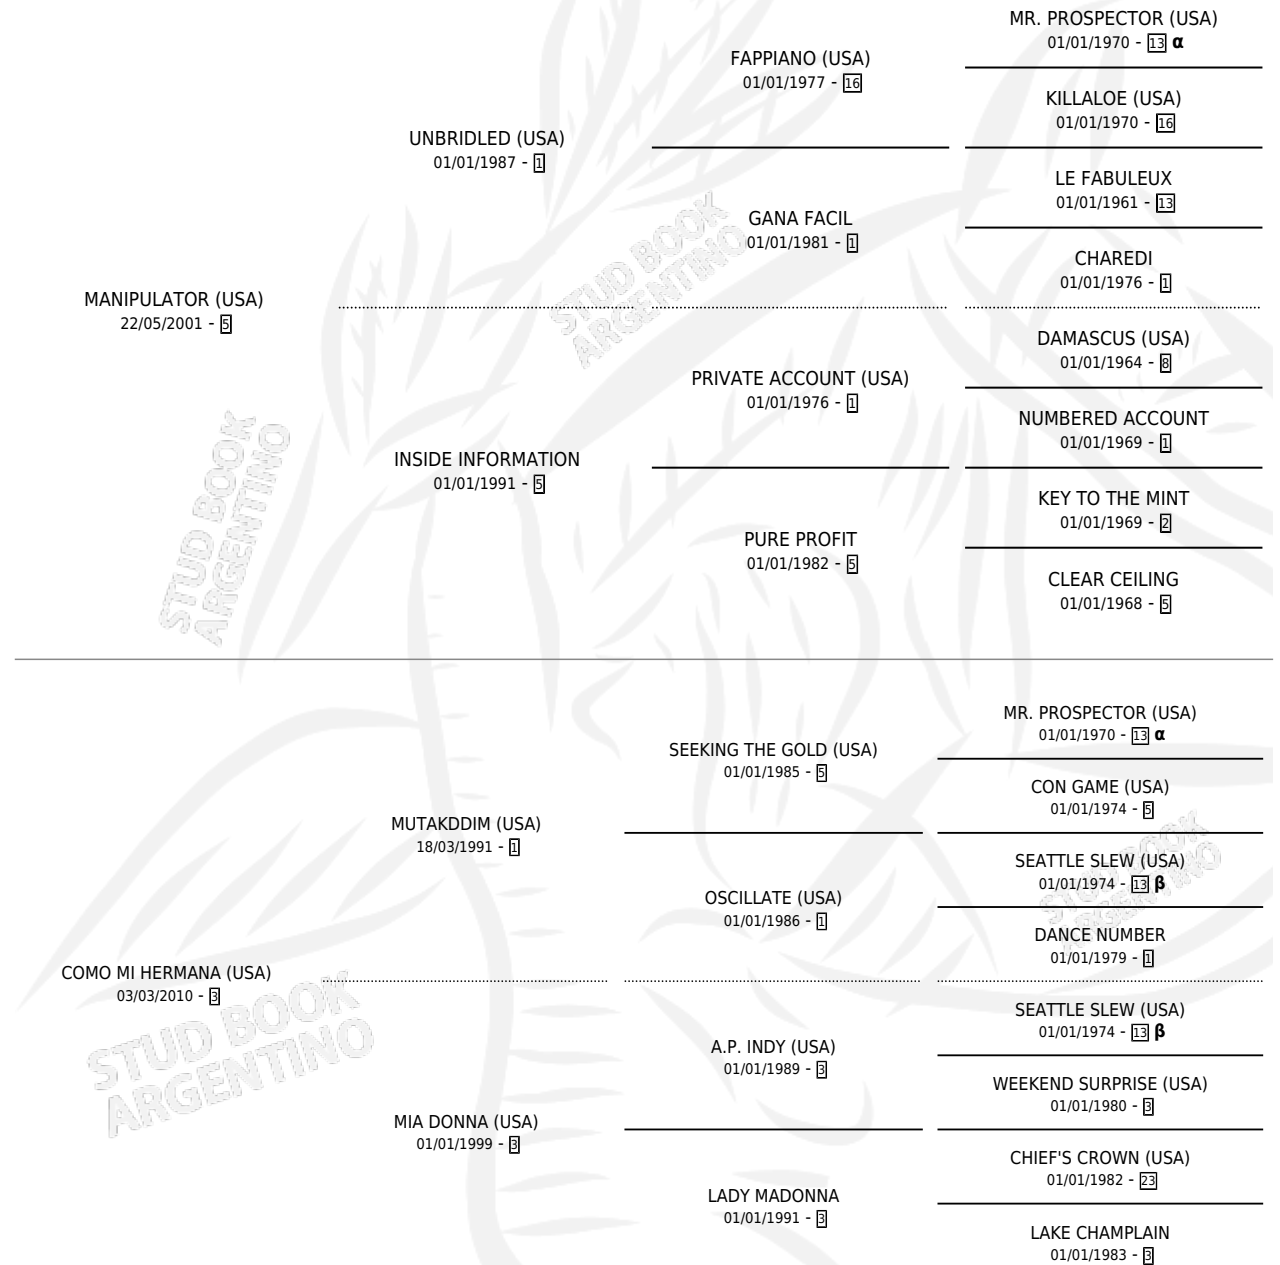 MR. PROSPECTOR (USA)
01/01/1970 - 13 α
FAPPIANO (USA)
01/01/1977 - 16
KILLALOE (USA)
01/01/1970 - 16
UNBRIDLED (USA)
01/01/1987 - 1
LE FABULEUX
01/01/1961 - 13
GANA FACIL
01/01/1981 - 1
CHAREDI
01/01/1976 - 1
MANIPULATOR (USA)
22/05/2001 - 5
DAMASCUS (USA)
01/01/1964 - 8
PRIVATE ACCOUNT (USA)
01/01/1976 - 1
NUMBERED ACCOUNT
01/01/1969 - 1
INSIDE INFORMATION
01/01/1991 - 5
KEY TO THE MINT
01/01/1969 - 2
PURE PROFIT
01/01/1982 - 5
CLEAR CEILING
01/01/1968 - 5
MR. PROSPECTOR (USA)
01/01/1970 - 13 α
SEEKING THE GOLD (USA)
01/01/1985 - 5
CON GAME (USA)
01/01/1974 - 5
MUTAKDDIM (USA)
18/03/1991 - 1
SEATTLE SLEW (USA)
01/01/1974 - 13 β
OSCILLATE (USA)
01/01/1986 - 1
DANCE NUMBER
01/01/1979 - 1
COMO MI HERMANA (USA)
03/03/2010 - 3
SEATTLE SLEW (USA)
01/01/1974 - 13 β
A.P. INDY (USA)
01/01/1989 - 3
WEEKEND SURPRISE (USA)
01/01/1980 - 3
MIA DONNA (USA)
01/01/1999 - 3
CHIEF'S CROWN (USA)
01/01/1982 - 23
LADY MADONNA
01/01/1991 - 3
LAKE CHAMPLAIN
01/01/1983 - 3
STUD BOOK
ARGENTINO
STUD BOOK
ARGENTINO
STUD BOOK
ARGENTINO
STUD BOOK
ARGENTINO